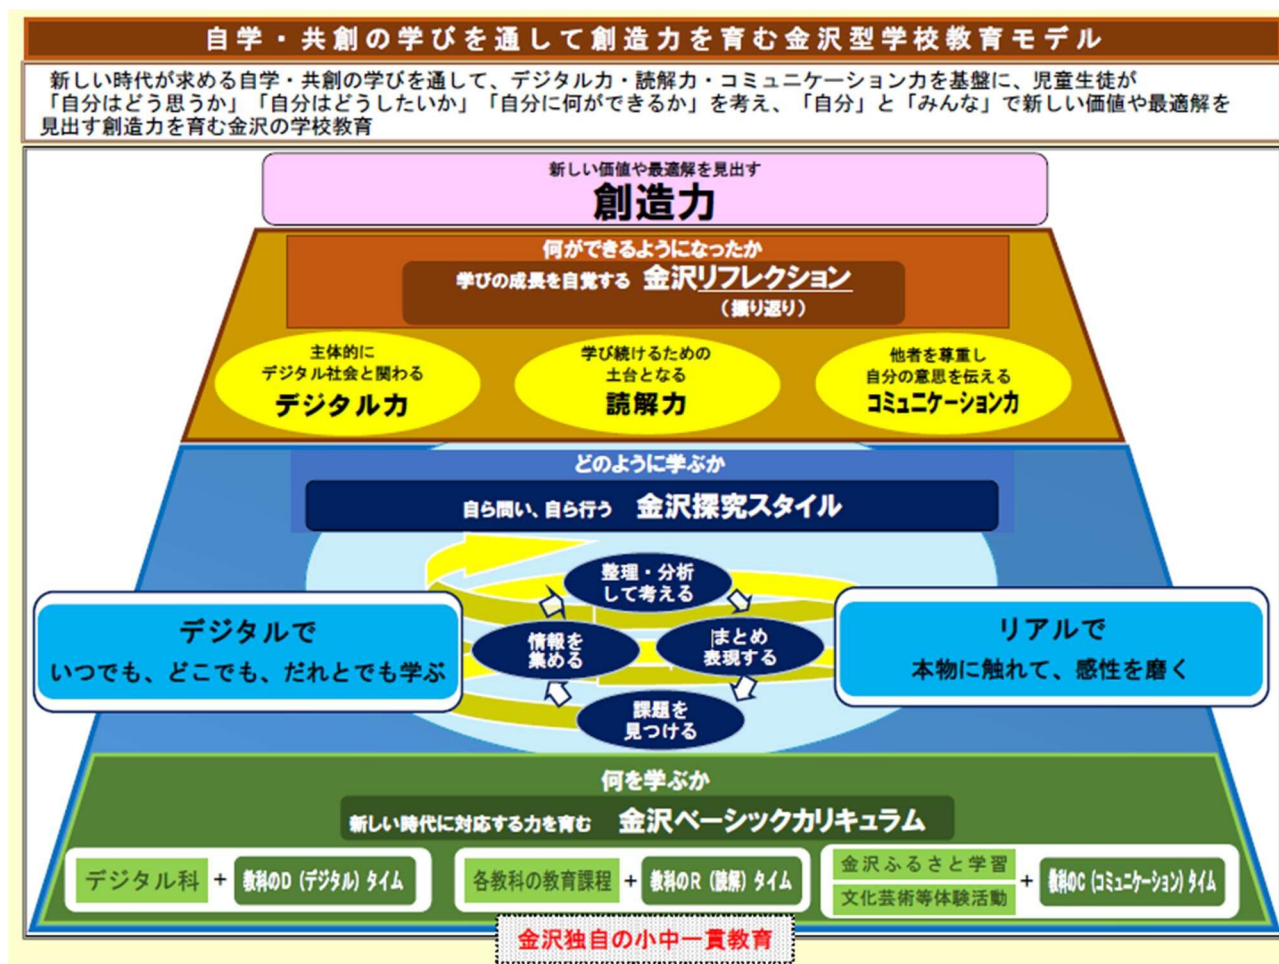 自学・共創の学びを通して創造力を育む金沢型学校教育モデル
新しい時代が求める自学・共創の学びを通して、デジタル力・読解力・コミュニケーション力を基盤に、児童生徒が
「自分はどう思うか」「自分はどうしたいか」「自分に何ができるか」を考え、「自分」と「みんな」で新しい価値や最適解を
見出す創造力を育む金沢の学校教育
新しい価値や最適解を見出す
創造力
何ができるようになったか
学びの成長を自覚する 金沢リフレクション
(振り返り)
主体的に
デジタル社会と関わる
デジタル力
学び続けるための
土台となる
読解力
他者を尊重し
自分の意思を伝える
コミュニケーション力
どのように学ぶか
自ら問い、自ら行う 金沢探究スタイル
整理・分析
して考える
情報を
集める
まとめ
表現する
課題を
見つける
デジタルで
いつでも、どこでも、だれとでも学ぶ
リアルで
本物に触れて、感性を磨く
何を学ぶか
新しい時代に対応する力を育む 金沢ベーシックカリキュラム
デジタル科 + 教科のD(デジタル)タイム
各教科の教育課程 + 教科のR(読解)タイム
金沢ふるさと学習
文化芸術等体験活動
+ 教科のC(コミュニケーション)タイム
金沢独自の小中一貫教育